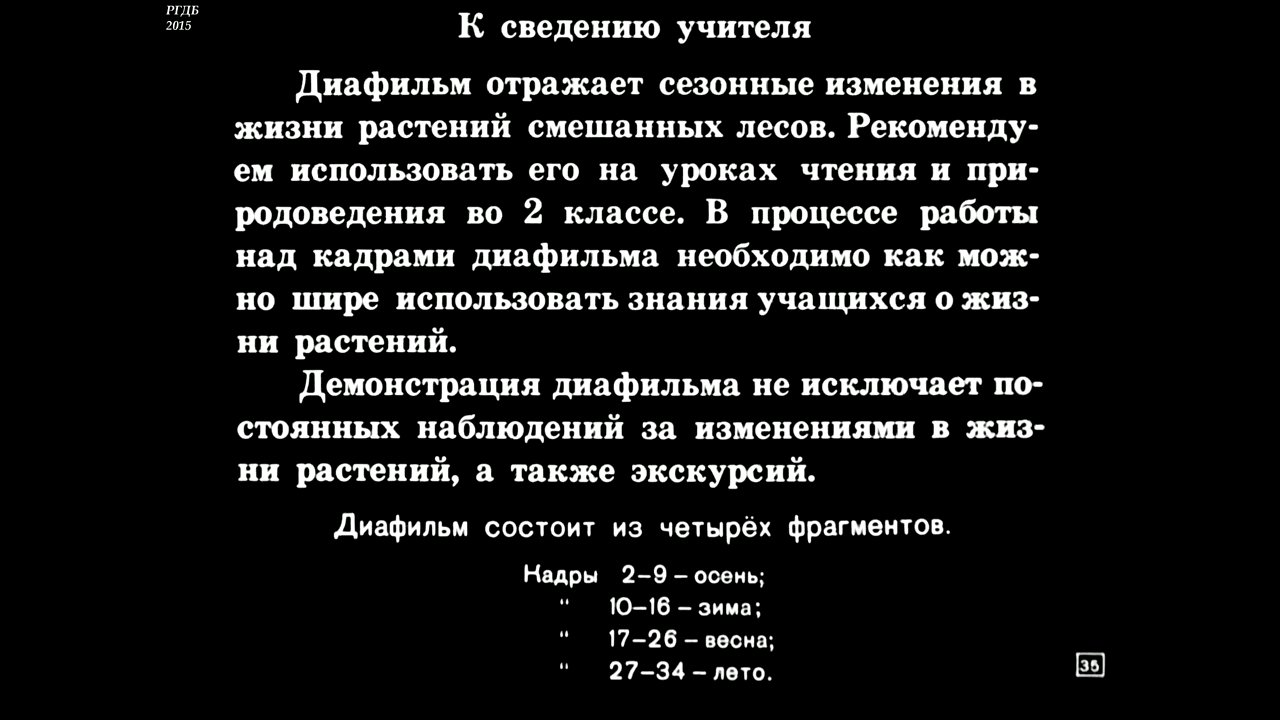 РГДБ
2015
К сведению учителя
Диафильм отражает сезонные изменения в
жизни растений смешанных лесов. Рекоменду-
ем использовать его на уроках чтения и при-
родоведения во 2 классе. В процессе работы
над кадрами диафильма необходимо как мож-
но шире использовать знания учащихся о жиз-
ни растений.
Демонстрация диафильма не исключает по-
стоянных наблюдений за изменениями в жиз-
ни растений, а также экскурсий.
Диафильм состоит из четырёх фрагментов.
Кадры 2–9 – осень;
" 10–16 – зима;
" 17–26 – весна;
" 27–34 – лето.
35